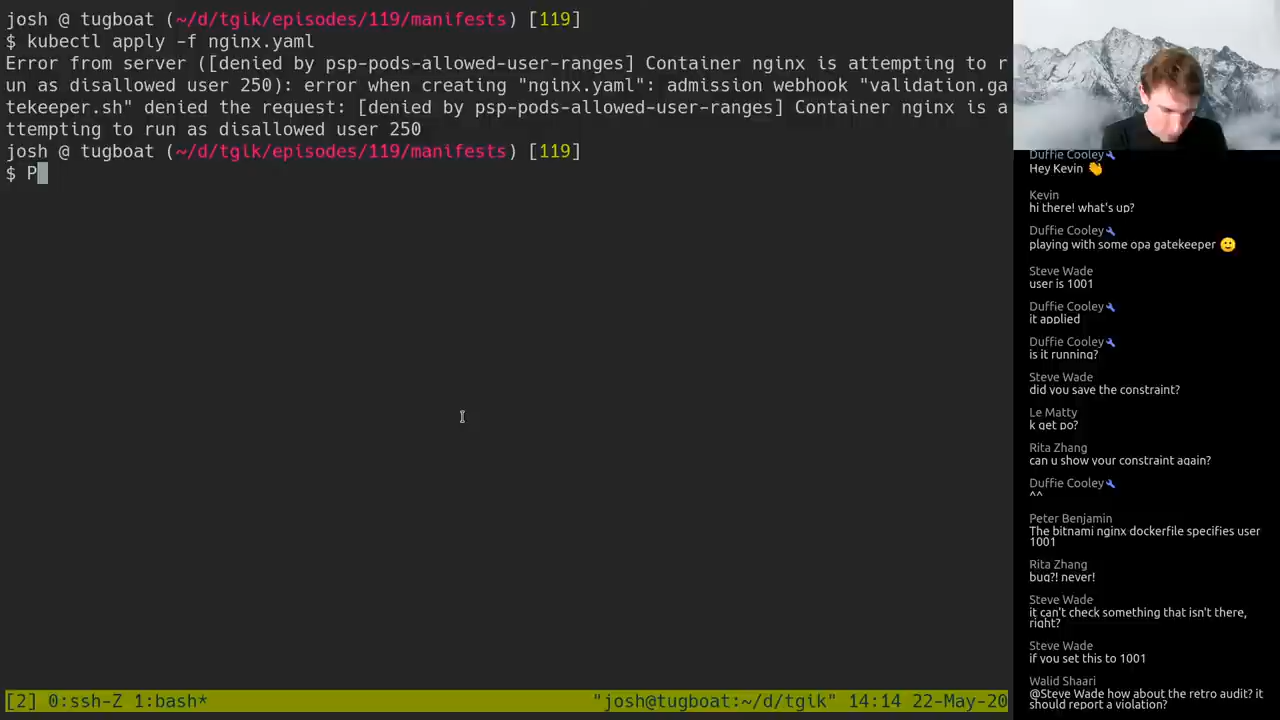 josh @ tugboat (~/d/tgik/episodes/119/manifests) [119]
$ kubectl apply -f nginx.yaml
Error from server ([denied by psp-pods-allowed-user-ranges] Container nginx is attempting to r
un as disallowed user 250): error when creating "nginx.yaml": admission webhook "validation.ga
tekeeper.sh" denied the request: [denied by psp-pods-allowed-user-ranges] Container nginx is a
ttempting to run as disallowed user 250
josh @ tugboat (~/d/tgik/episodes/119/manifests) [119]
$ P
[2] 0:ssh-Z 1:bash* "josh@tugboat:~/d/tgik" 14:14 22-May-20
Duffie Cooley
Hey Kevin 👋
Kevin
hi there! what's up?
Duffie Cooley
playing with some opa gatekeeper 🙂
Steve Wade
user is 1001
Duffie Cooley
it applied
Duffie Cooley
is it running?
Steve Wade
did you save the constraint?
Le Matty
k get po?
Rita Zhang
can u show your constraint again?
Duffie Cooley
^^
Peter Benjamin
The bitnami nginx dockerfile specifies user
1001
Rita Zhang
bug?! never!
Steve Wade
it can't check something that isn't there,
right?
Steve Wade
if you set this to 1001
Walid Shaari
@Steve Wade how about the retro audit? it
should report a violation?